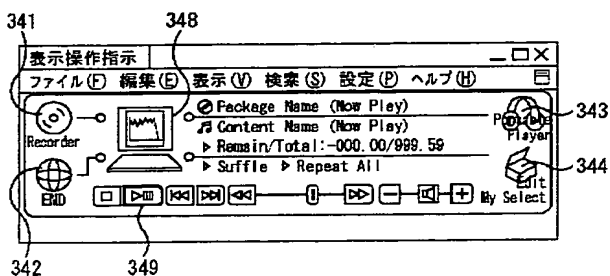 341
348
表示操作指示
ファイル(F) 編集(E) 表示(V) 検索(S) 設定(P) ヘルプ(H)
Package Name (Now Play)
Content Name (Now Play)
Remain/Total:-000.00/999.59
Suffle Repeat All
Recorder
END
Portable Player
Edit
My Select
343
344
342
349